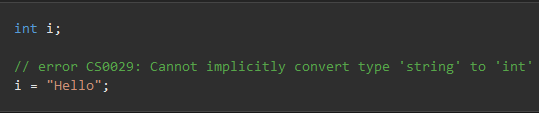 int i;
// error CS0029: Cannot implicitly convert type 'string' to 'int'
i = "Hello";